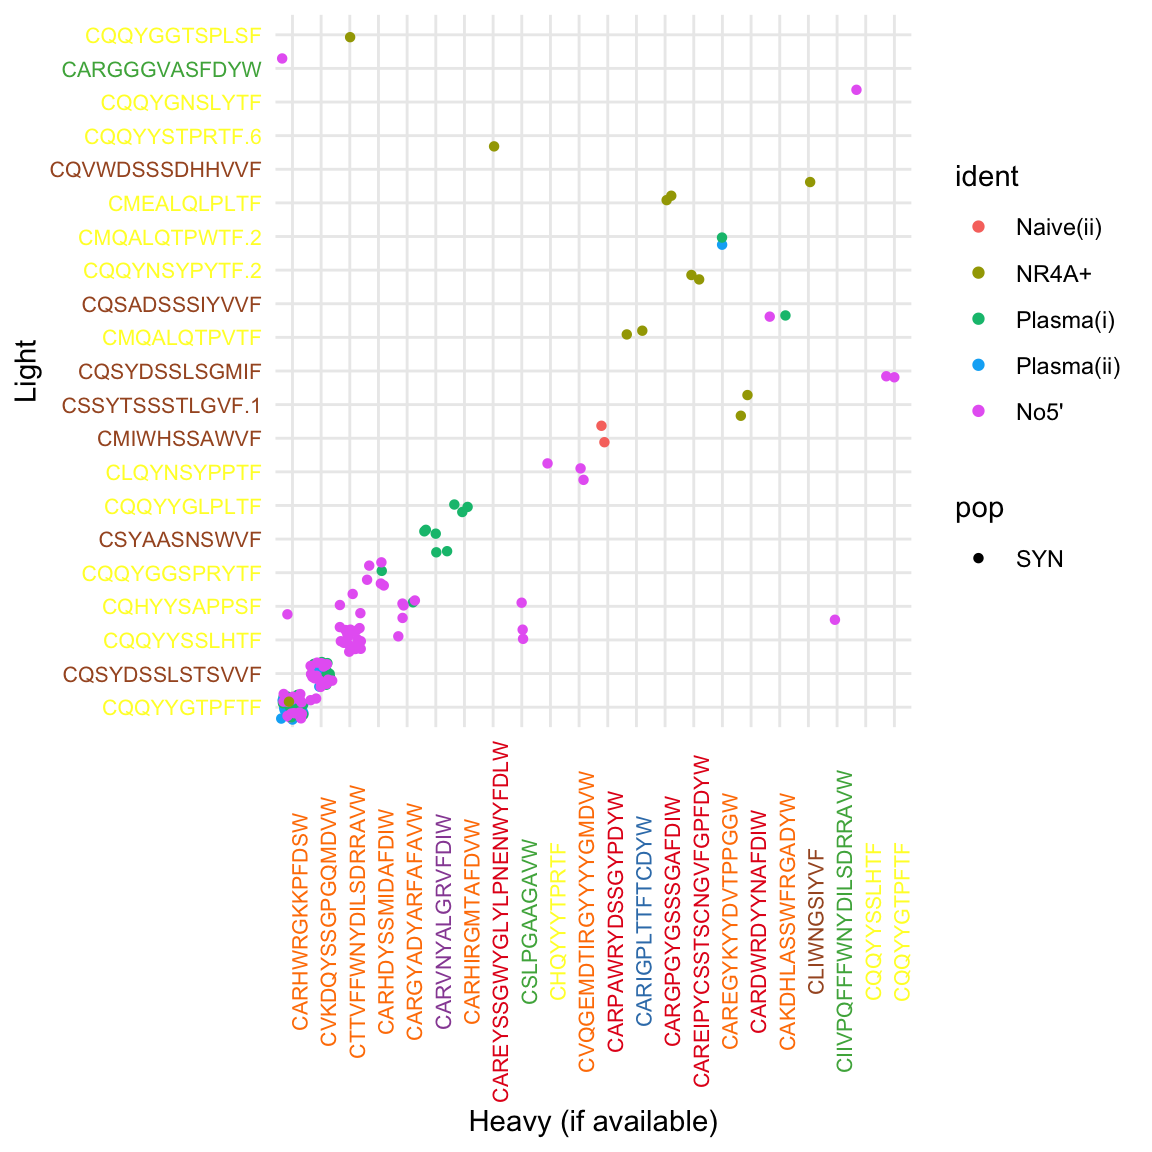 CQQYGGTSPLSF
CARGGGVASFDYW
CQQYGNSLYTF
CQQYYSTPRTF.6
CQVWDSSSDHHVVF
CMEALQLPLTF
CMQALQTPWTF.2
CQQYNSYPYTF.2
CQSADSSSIYVVF
CMQALQTPVTF
CQSYDSSLSGMIF
CSSYTSSSTLGVF.1
CMIWHSSAWVF
CLQYNSYPPTF
CQQYYGLPLTF
CSYAASNSWVF
CQQYGGSPRYTF
CQHYYSAPPSF
CQQYYSSLHTF
CQSYDSSLSTSVVF
CQQYYGTPFTF
Light
CARHWRGKKPFDSW
CVKDQYSSGPGQMDVW
CTTVFFWNYDILSDRRAVW
CARHDYSSMIDAFDIW
CARGYADYARFAFAVW
CARVNYALGRVFDIW
CARHIRGMTAFDVW
CAREYSSGWYGLYLPNENWYFDLW
CSLPGAAGAVW
CHQYYYTPRTF
CVQGEMDTIRGYYYYGMDVW
CARPAWRYDSSGYPDYW
CARIGPLTTFTCDYW
CARGPGYGSSSGAFDIW
CAREIPYCSSTSCNGVFGPFDYW
CAREGYKYYDVTPPGGW
CARDWRDYYNAFDIW
CAKDHLASSWFRGADYW
CLIWNGSIYVF
CIIVPQFFFWNYDILSDRRAVW
CQQYYSSLHTF
CQQYYGTPFTF
Heavy (if available)
ident
Naive(ii)
NR4A+
Plasma(i)
Plasma(ii)
No5'
pop
SYN